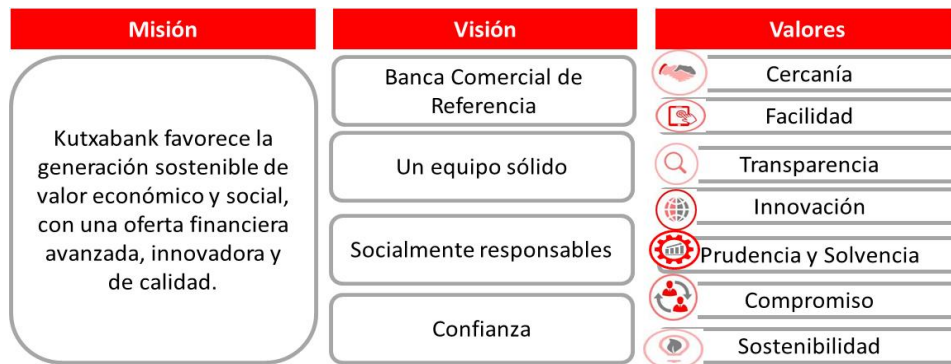 Misión
Kutxabank favorece la
generación sostenible de
valor económico y social,
con una oferta financiera
avanzada, innovadora y
de calidad.
Visión
Banca Comercial de
Referencia
Un equipo sólido
Socialmente responsables
Confianza
Valores
Cercanía
Facilidad
Transparencia
Innovación
Prudencia y Solvencia
Compromiso
Sostenibilidad